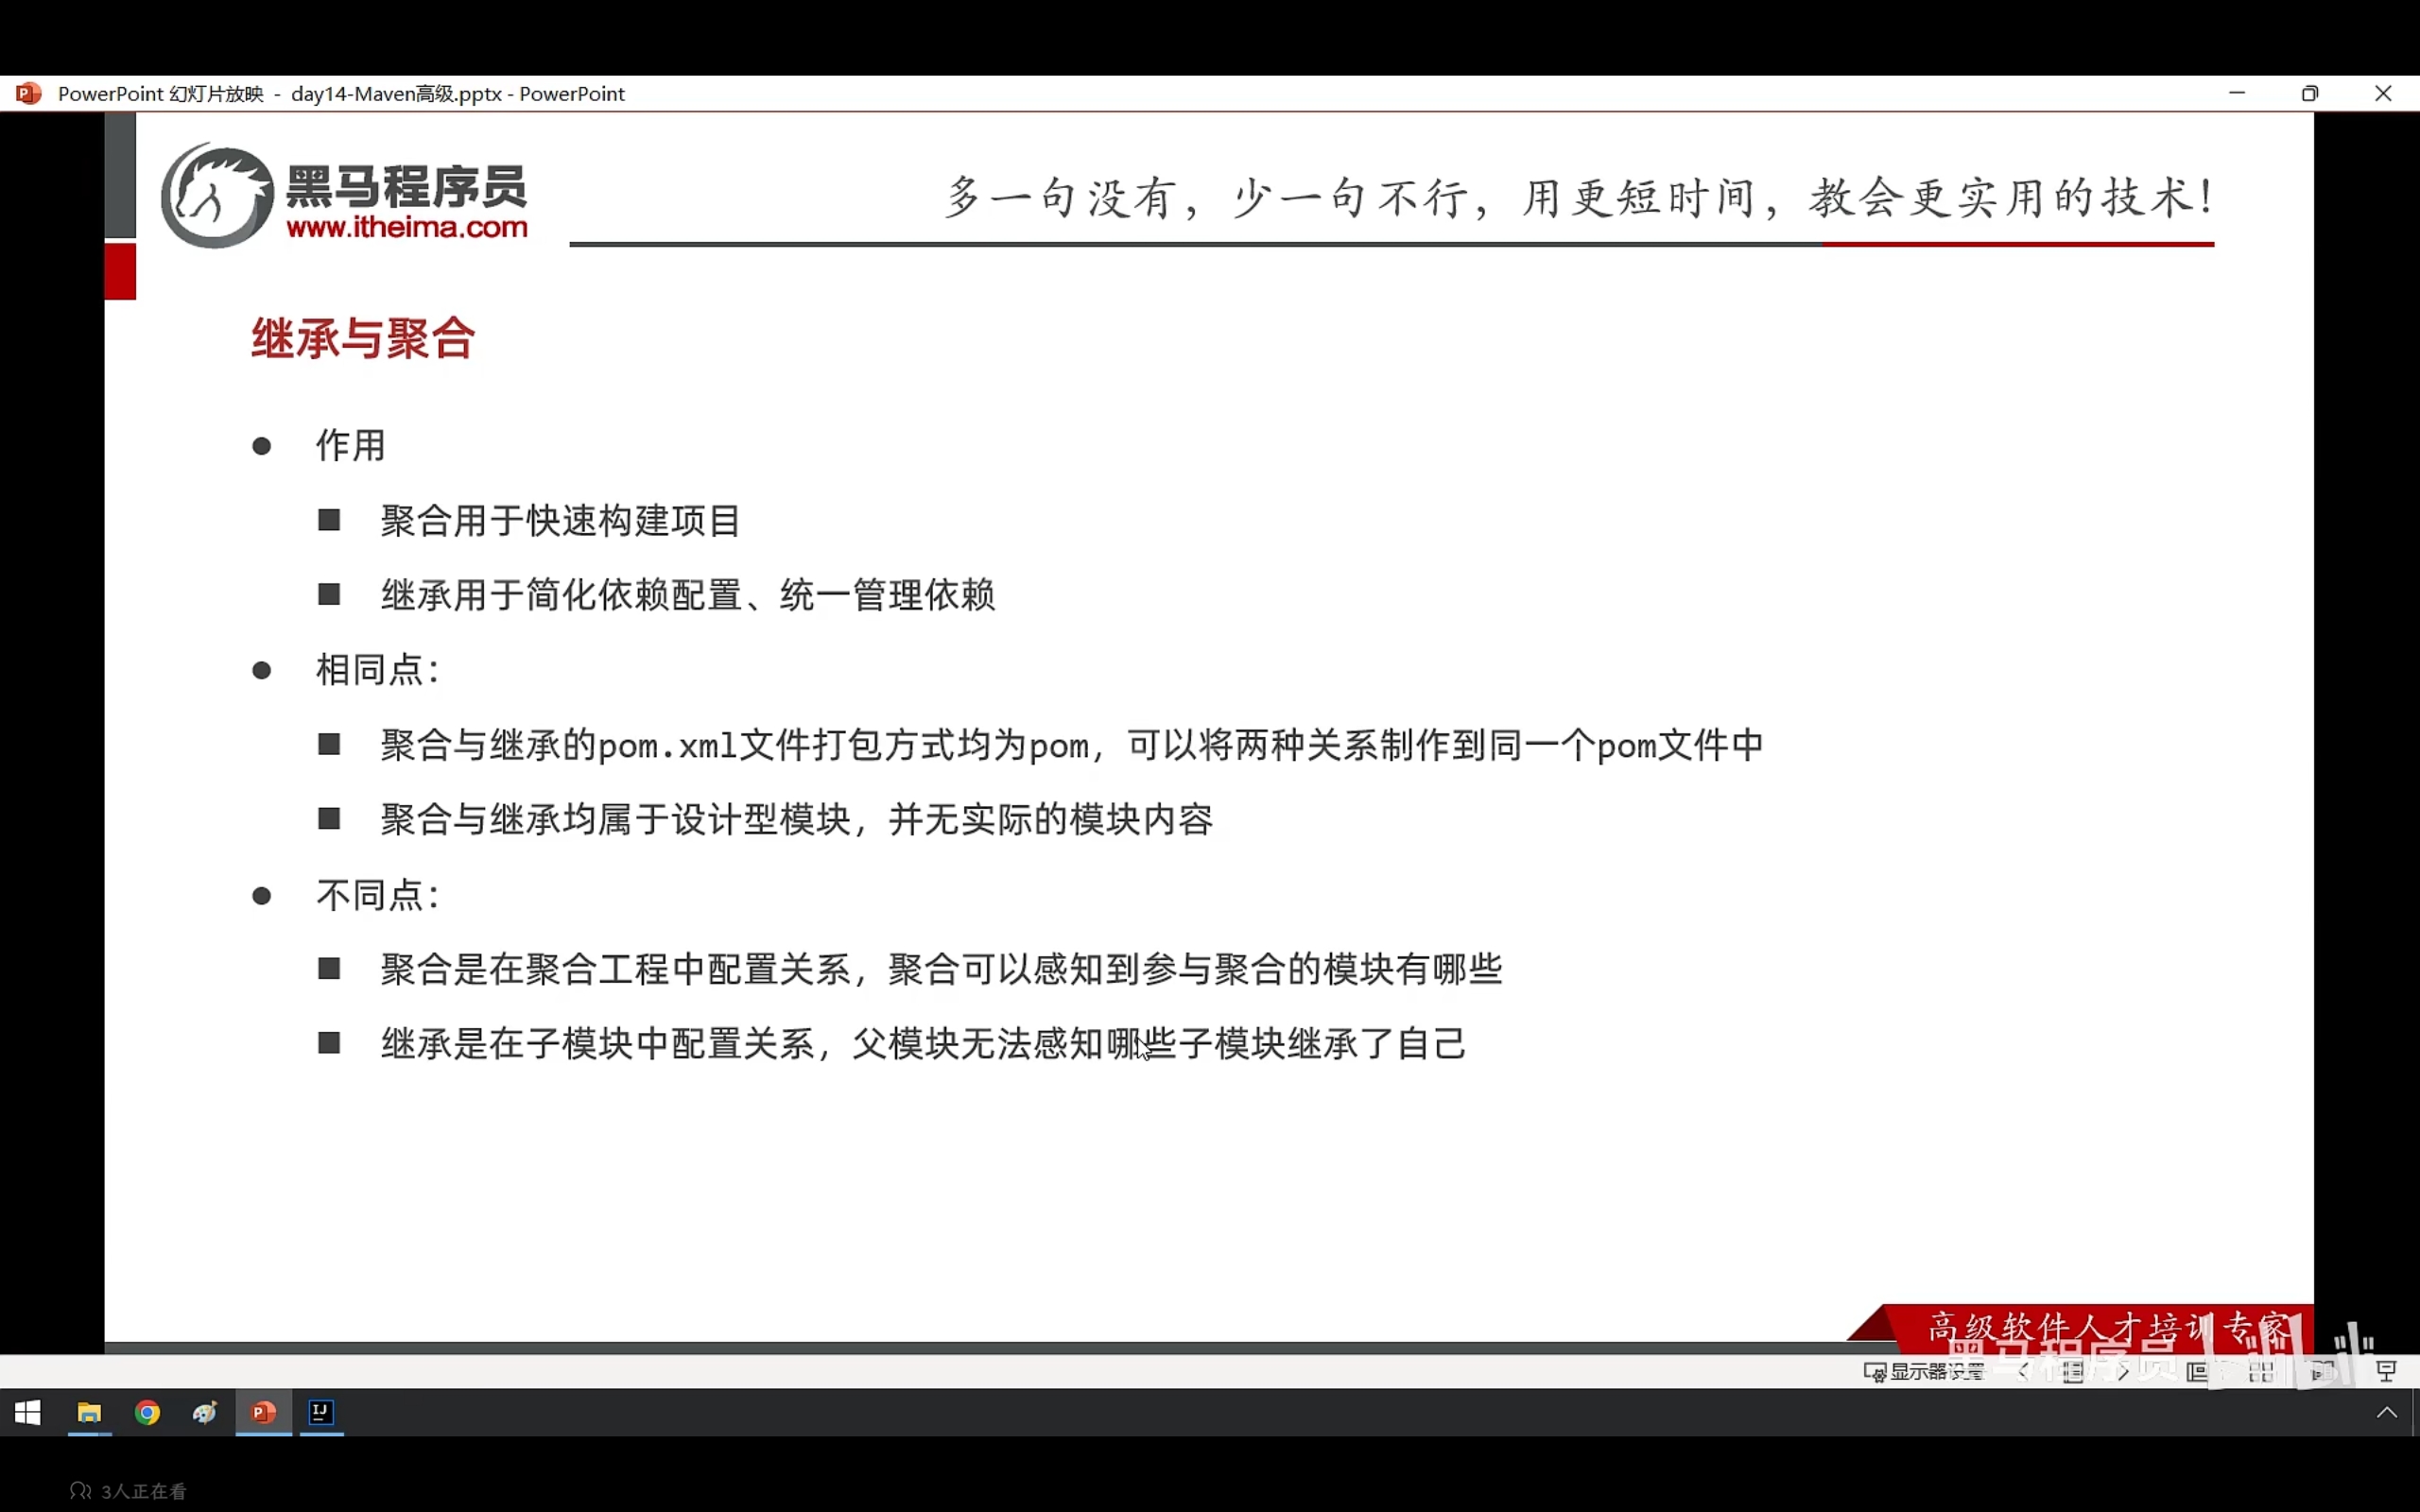 PowerPoint 幻灯片放映 - day14-Maven高级.pptx - PowerPoint
黑马程序员
www.itheima.com
多一句没有，少一句不行，用更短时间，教会更实用的技术！
继承与聚合
作用
聚合用于快速构建项目
继承用于简化依赖配置、统一管理依赖
相同点：
聚合与继承的pom.xml文件打包方式均为pom，可以将两种关系制作到同一个pom文件中
聚合与继承均属于设计型模块，并无实际的模块内容
不同点：
聚合是在聚合工程中配置关系，聚合可以感知到参与聚合的模块有哪些
继承是在子模块中配置关系，父模块无法感知哪些子模块继承了自己
高级软件人才培训专家
黑马程序员
显示器设置
3人正在看